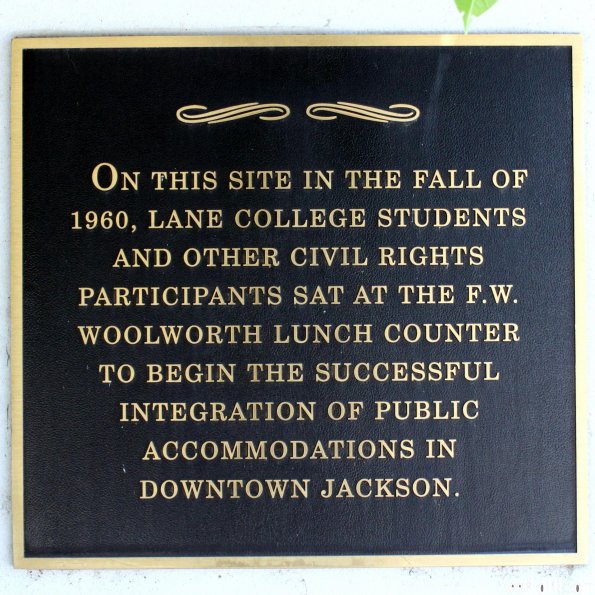 ON THIS SITE IN THE FALL OF
1960, LANE COLLEGE STUDENTS
AND OTHER CIVIL RIGHTS
PARTICIPANTS SAT AT THE F.W.
WOOLWORTH LUNCH COUNTER
TO BEGIN THE SUCCESSFUL
INTEGRATION OF PUBLIC
ACCOMMODATIONS IN
DOWNTOWN JACKSON.